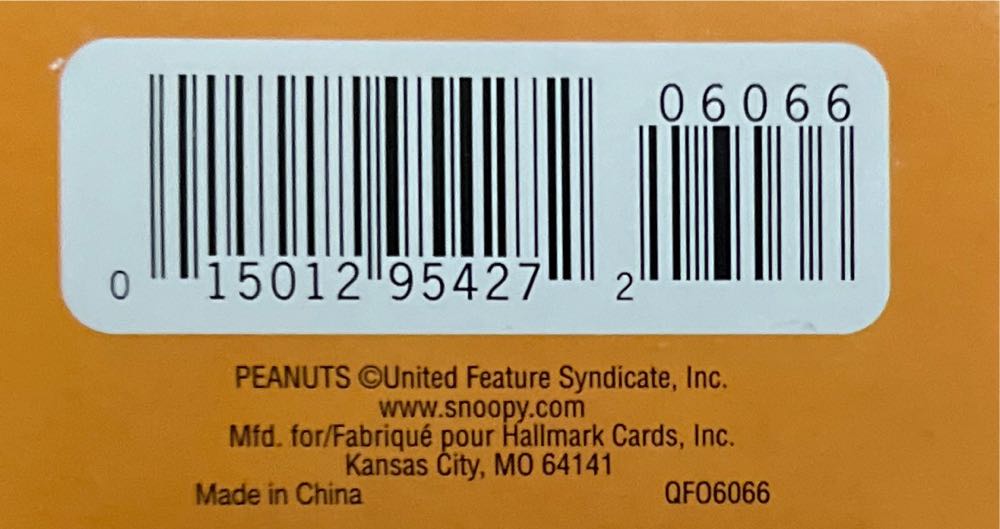 06066
0 15012 95427 2
PEANUTS ©United Feature Syndicate, Inc.
www.snoopy.com
Mfd. for/Fabriqué pour Hallmark Cards, Inc.
Kansas City, MO 64141
Made in China QFO6066